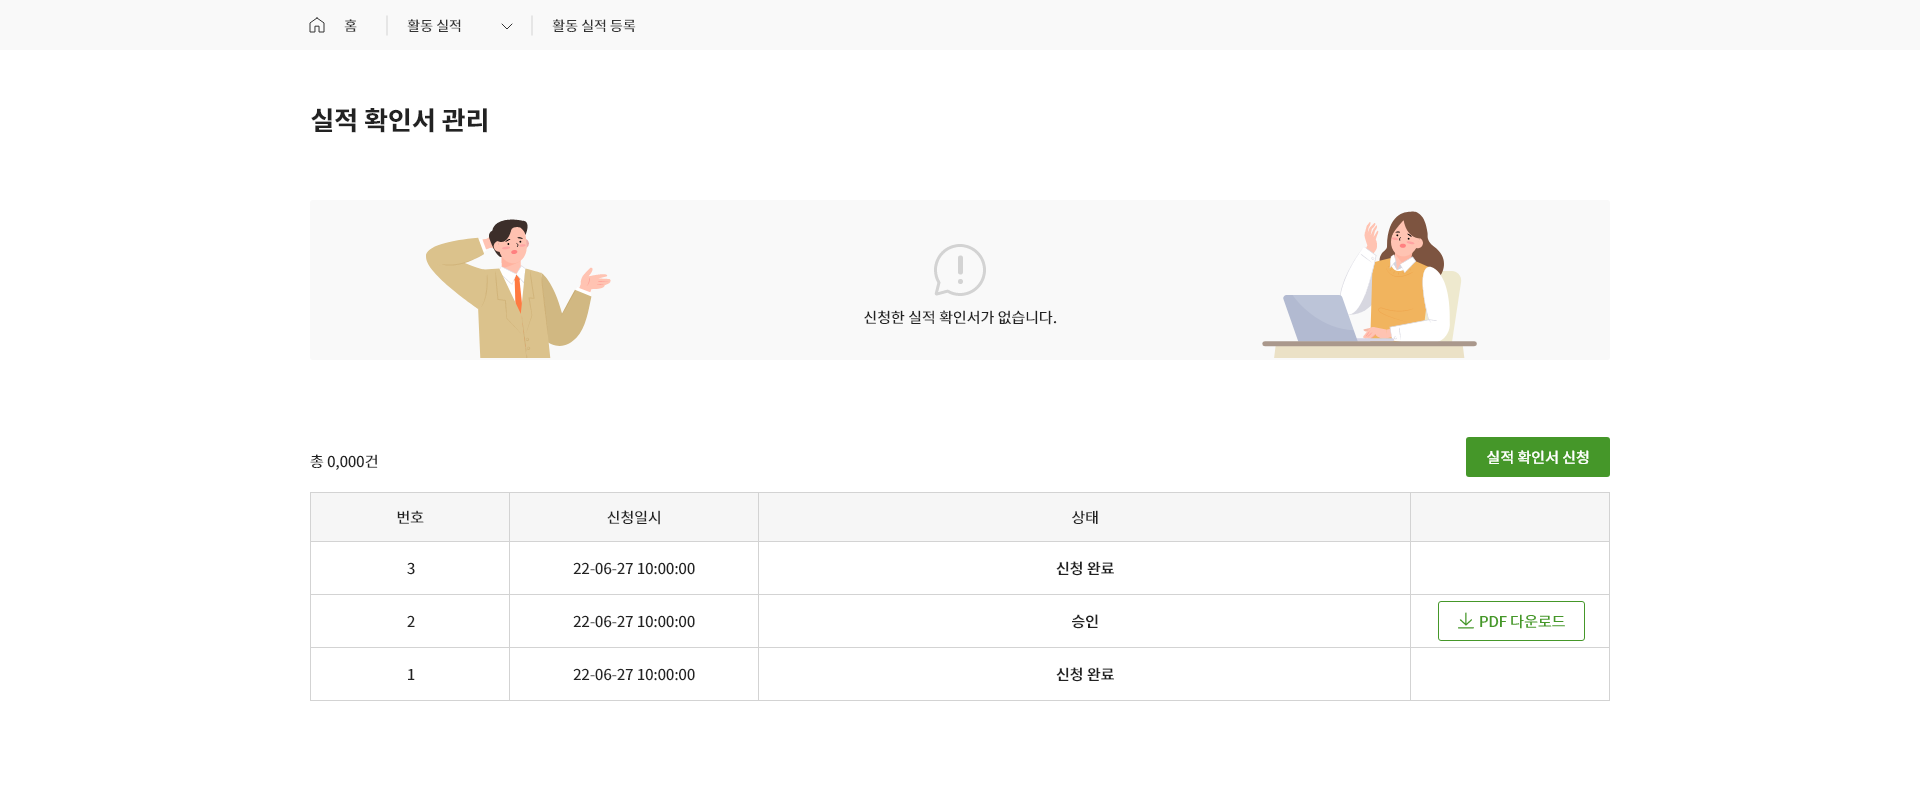 홈 활동 실적 활동 실적 등록
실적 확인서 관리
신청한 실적 확인서가 없습니다.
총 0,000건
실적 확인서 신청
번호 신청일시 상태
3 22-06-27 10:00:00 신청 완료
2 22-06-27 10:00:00 승인 PDF 다운로드
1 22-06-27 10:00:00 신청 완료